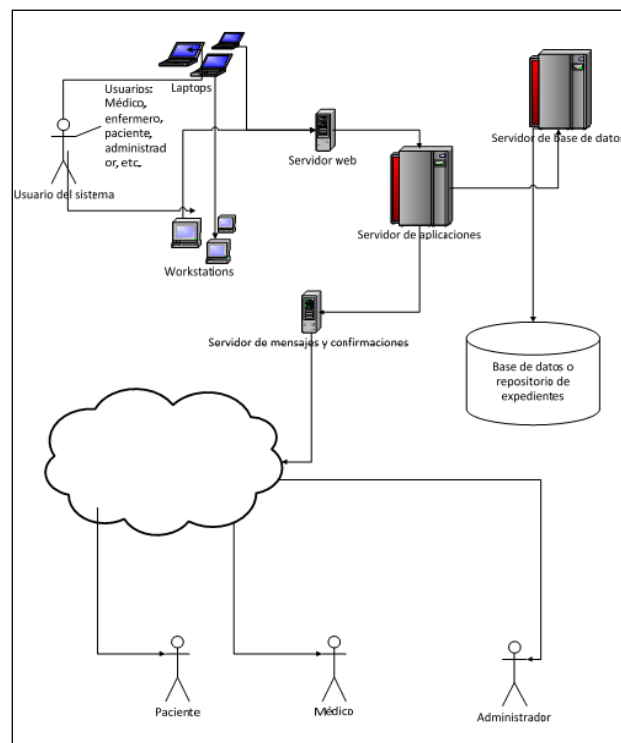 Laptops
Usuarios:
Médico,
enfermero,
paciente,
administrad
or, etc.
Usuario del sistema
Workstations
Servidor web
Servidor de aplicaciones
Servidor de base de datos
Servidor de mensajes y confirmaciones
Base de datos o
repositorio de
expedientes
Paciente
Médico
Administrador